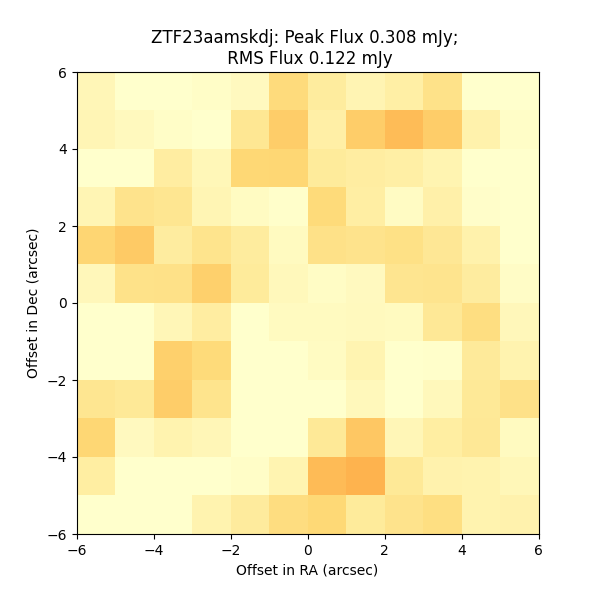 ZTF23aamskdj: Peak Flux 0.308 mJy;
RMS Flux 0.122 mJy
6
4
2
0
−2
−4
−6
Offset in Dec (arcsec)
−6 −4 −2 0 2 4 6
Offset in RA (arcsec)